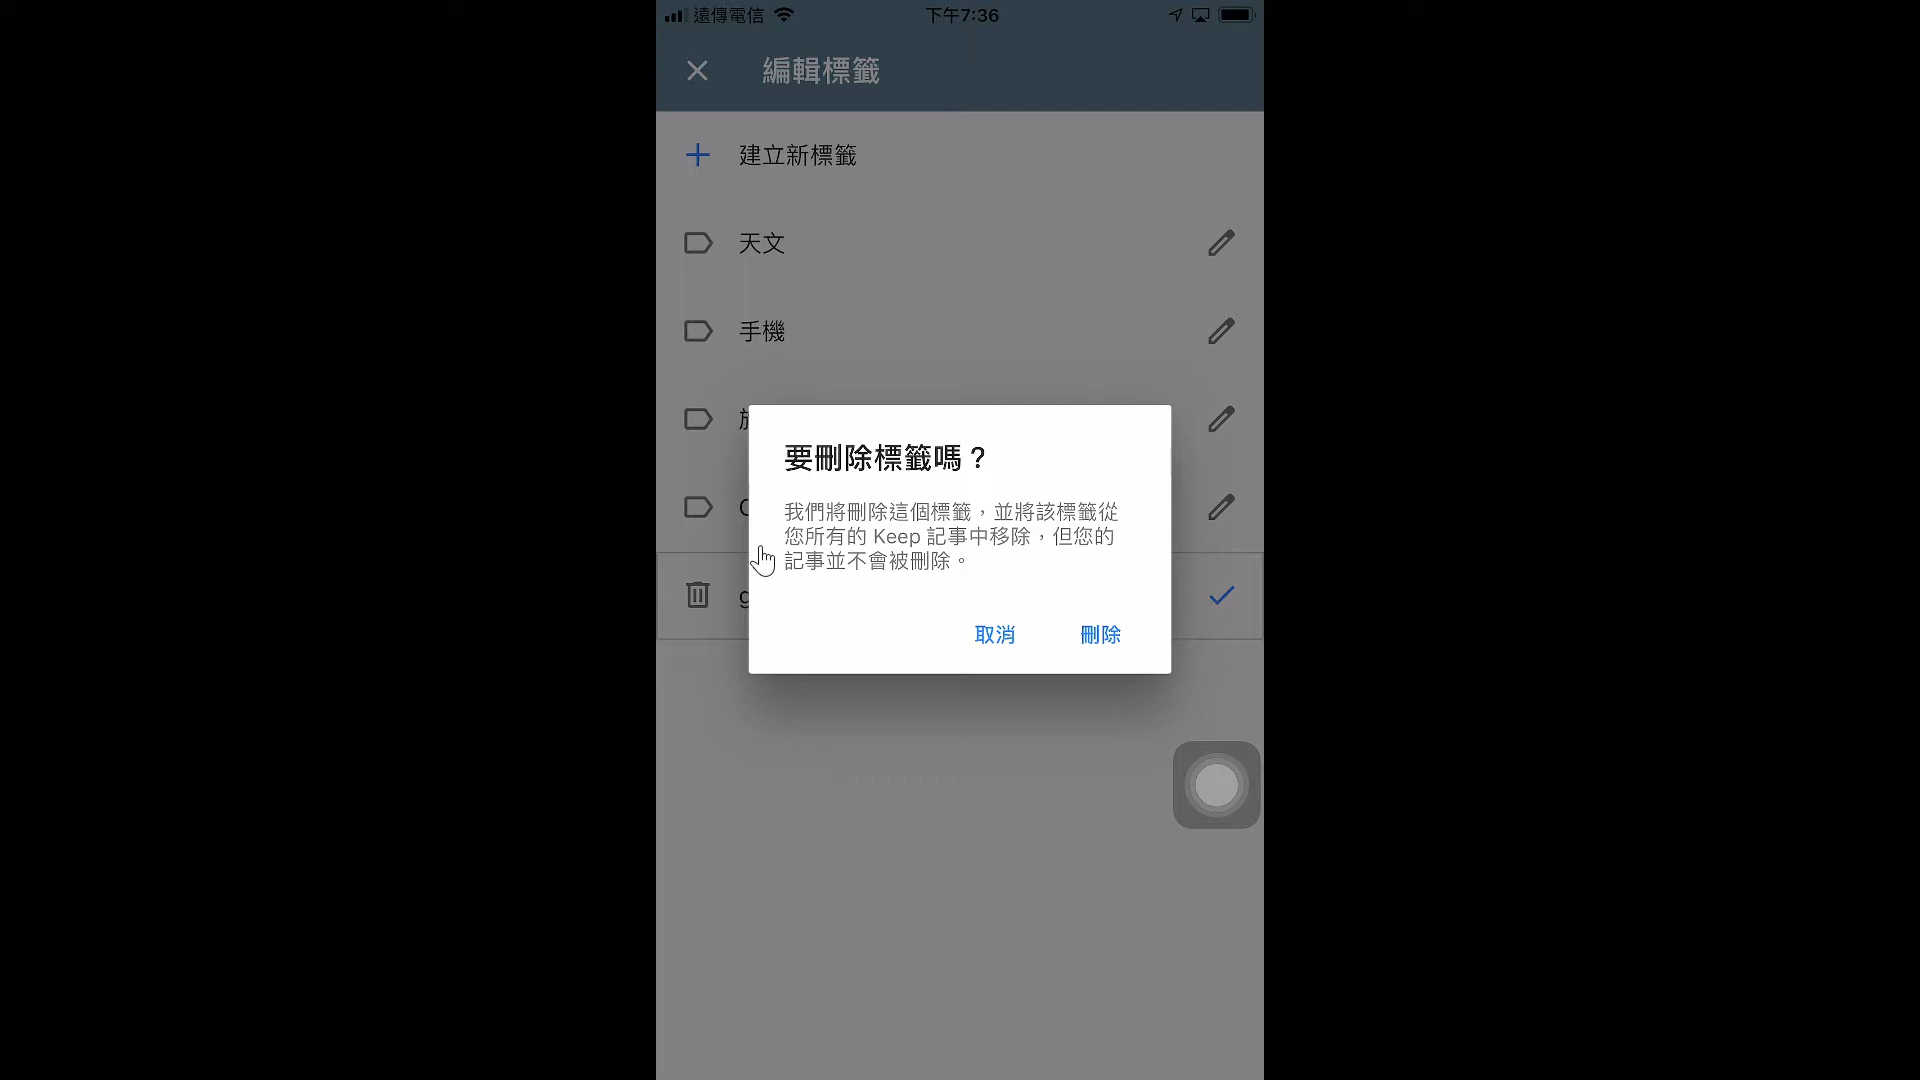 遠傳電信
下午7:36
編輯標籤
建立新標籤
天文
手機
要刪除標籤嗎？
我們將刪除這個標籤，並將該標籤從
您所有的 Keep 記事中移除，但您的
記事並不會被刪除。
取消
刪除